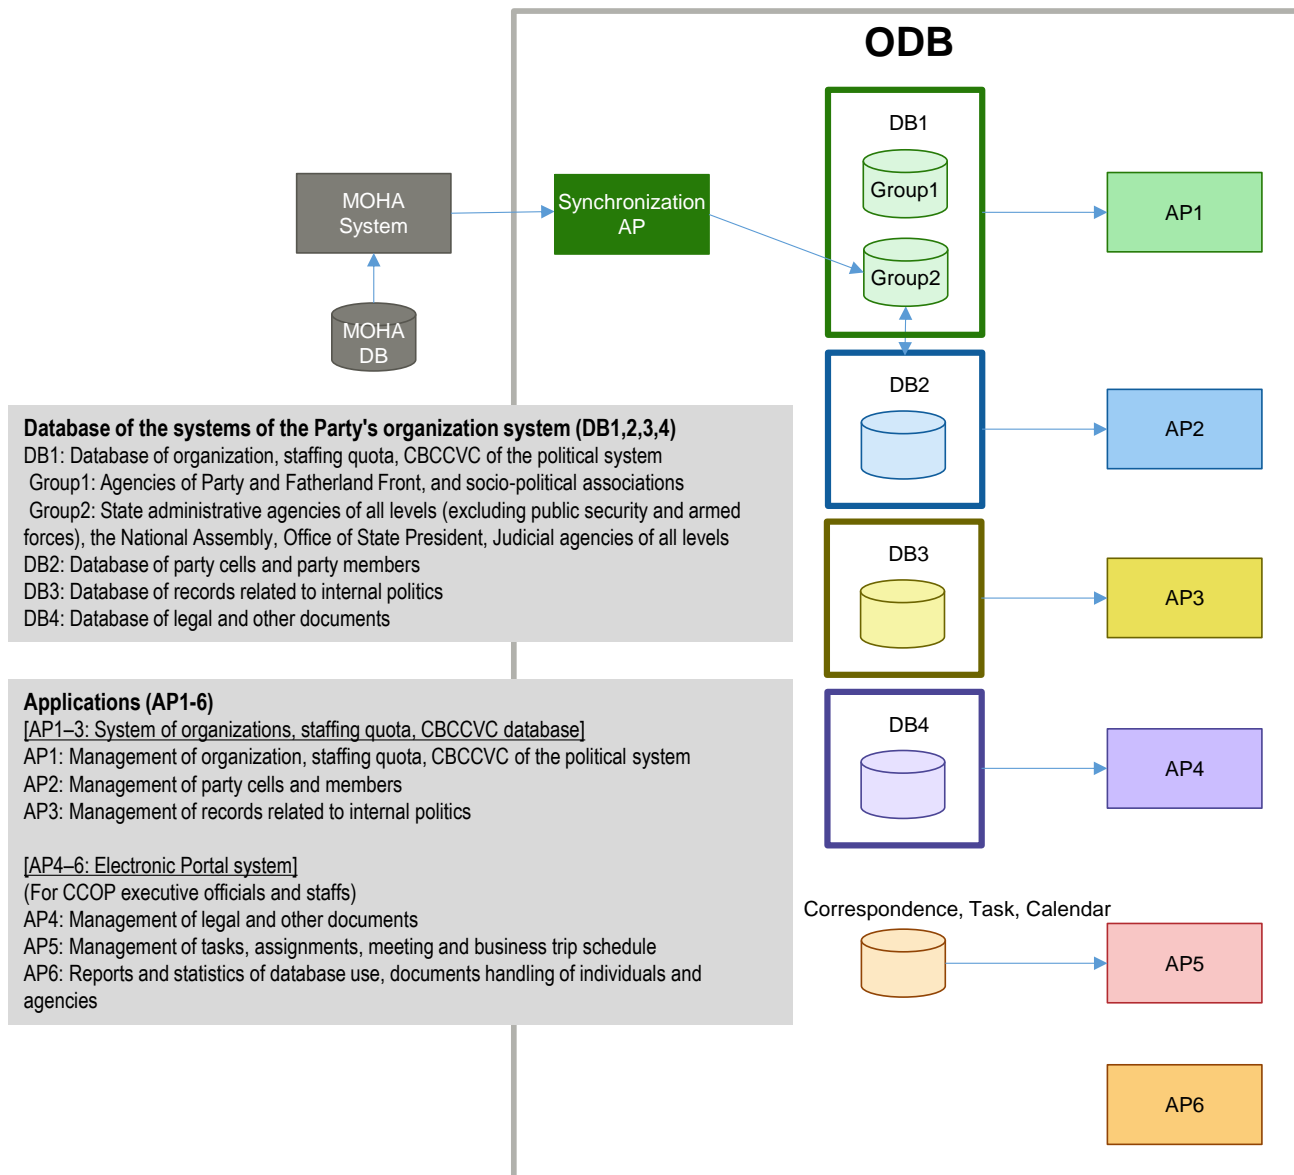 ODB
DB1
Group1
Group2
MOHA
System
Synchronization
AP
AP1
MOHA
DB
DB2
AP2
Database of the systems of the Party's organization system (DB1,2,3,4)
DB1: Database of organization, staffing quota, CBCCVC of the political system
Group1: Agencies of Party and Fatherland Front, and socio-political associations
Group2: State administrative agencies of all levels (excluding public security and armed
forces), the National Assembly, Office of State President, Judicial agencies of all levels
DB2: Database of party cells and party members
DB3: Database of records related to internal politics
DB4: Database of legal and other documents
DB3
AP3
Applications (AP1-6)
[AP1–3: System of organizations, staffing quota, CBCCVC database]
AP1: Management of organization, staffing quota, CBCCVC of the political system
AP2: Management of party cells and members
AP3: Management of records related to internal politics
[AP4–6: Electronic Portal system]
(For CCOP executive officials and staffs)
AP4: Management of legal and other documents
AP5: Management of tasks, assignments, meeting and business trip schedule
AP6: Reports and statistics of database use, documents handling of individuals and
agencies
DB4
AP4
Correspondence, Task, Calendar
AP5
AP6